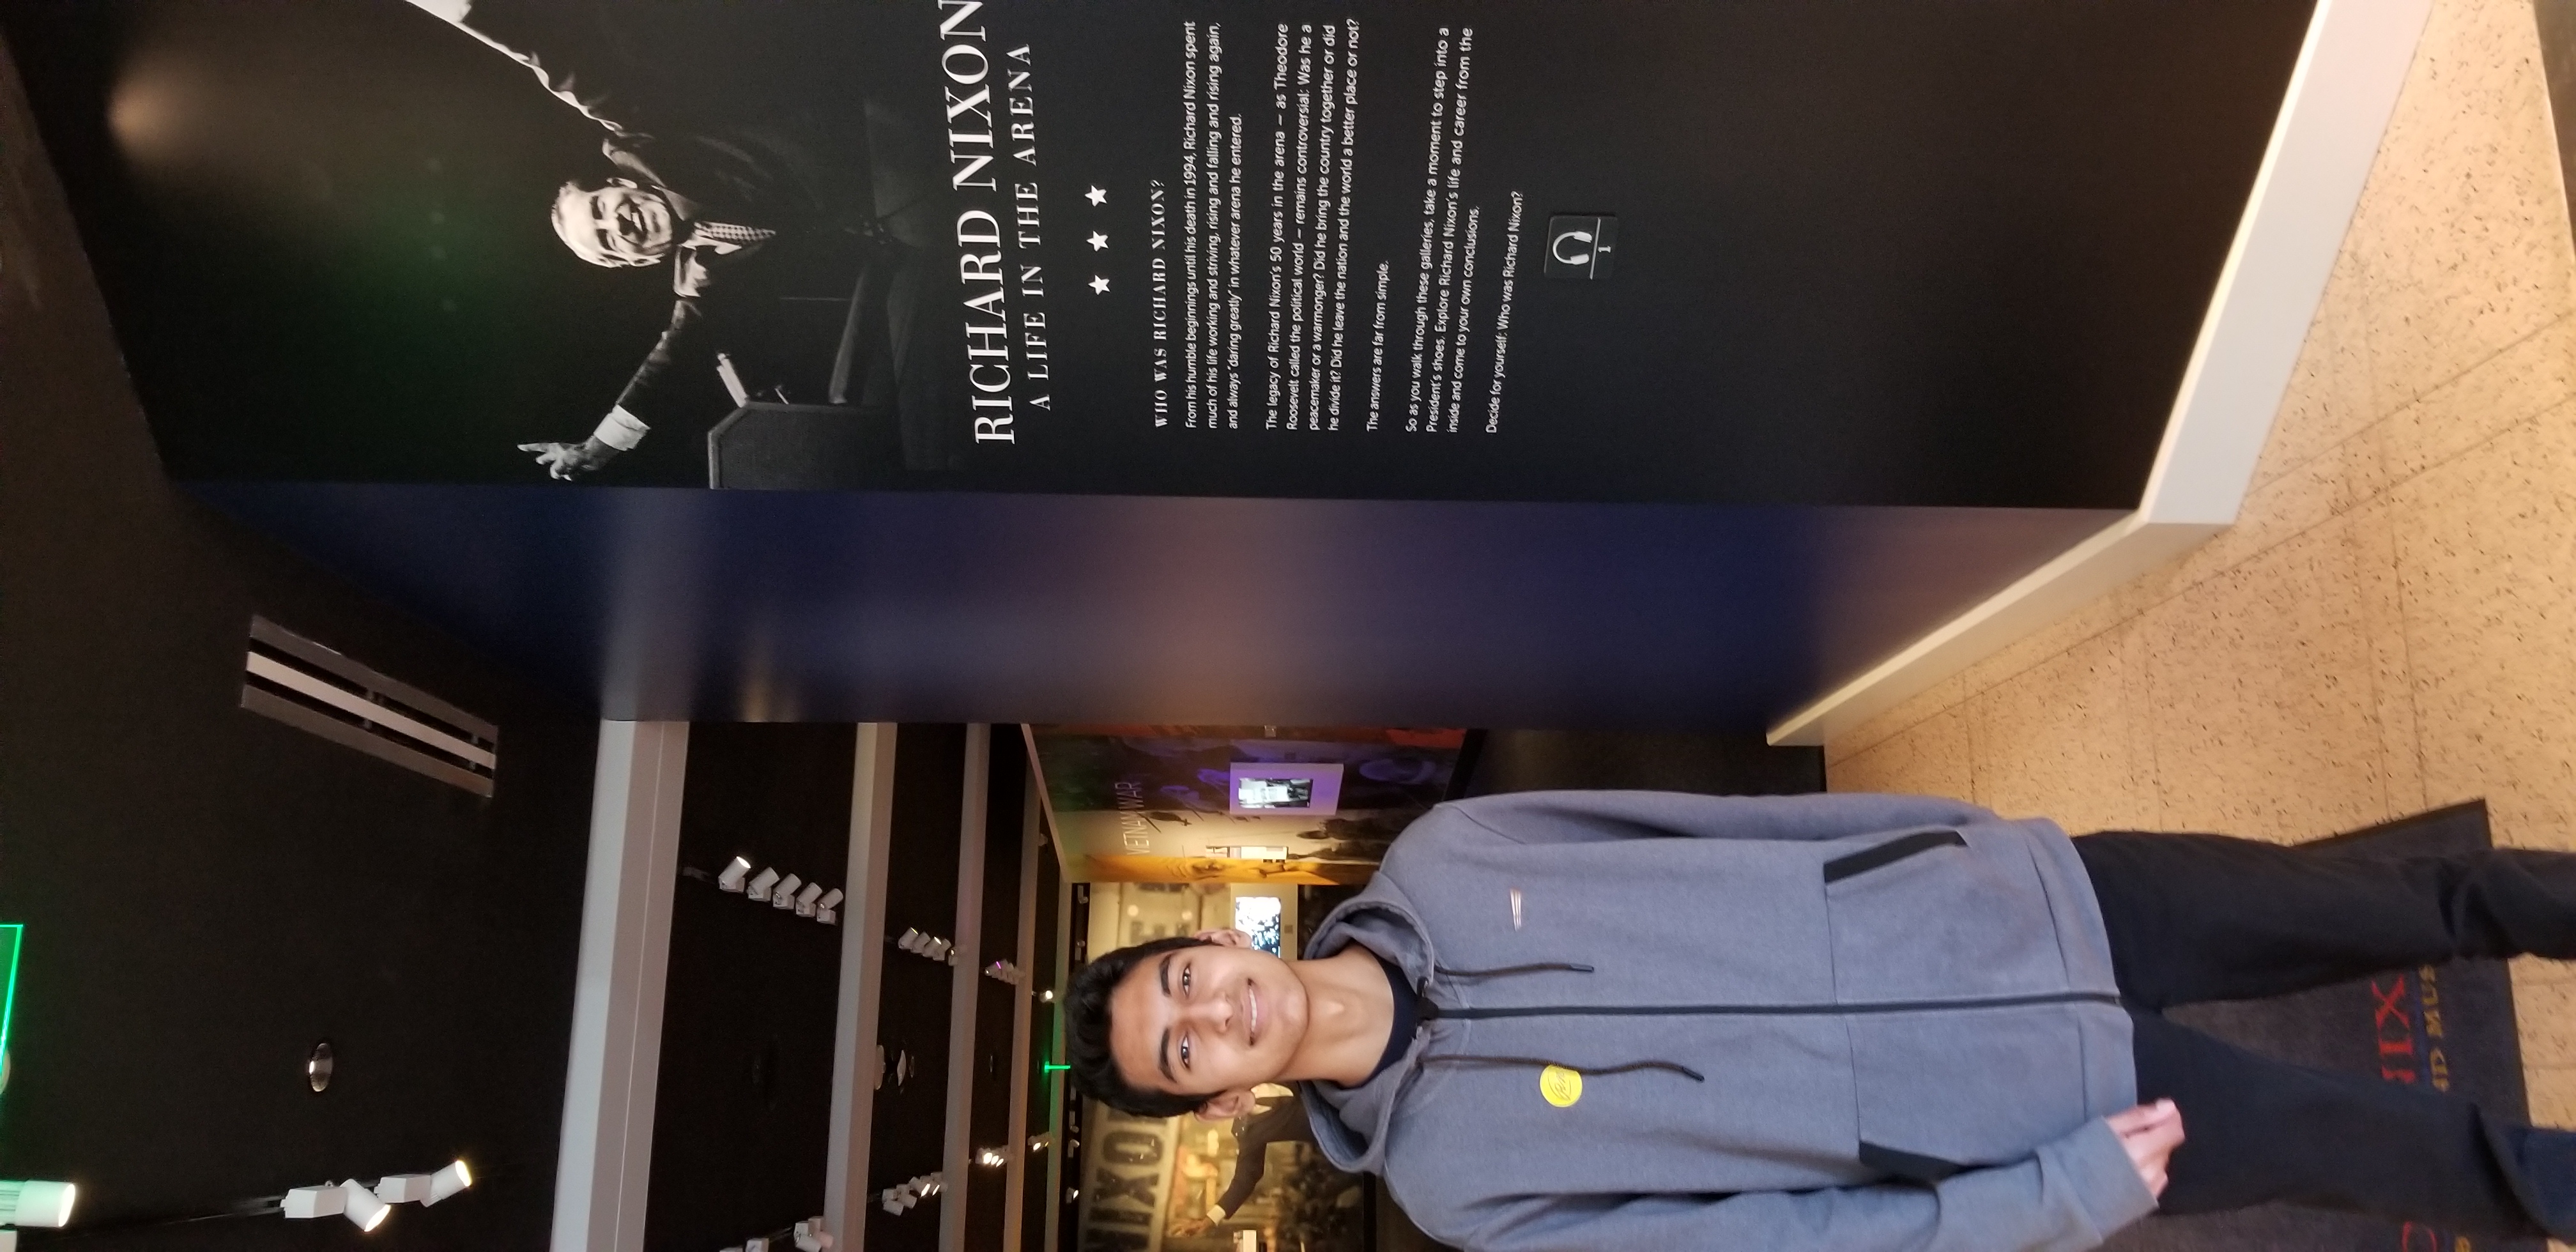 RICHARD NIXON
A LIFE IN THE ARENA
WHO WAS RICHARD NIXON?
From his humble beginnings until his death in 1994, Richard Nixon spent
much of his life working and striving, rising and falling and rising again,
and always "daring greatly" in whatever arena he entered.
The legacy of Richard Nixon's 50 years in the arena — as Theodore
Roosevelt called the political world — remains controversial: Was he a
peacemaker or a warmonger? Did he bring the country together or did
he divide it? Did he leave the nation and the world a better place or not?
The answers are far from simple.
So as you walk through these galleries, take a moment to step into a
President's shoes. Explore Richard Nixon's life and career from the
inside and come to your own conclusions.
Decide for yourself: Who was Richard Nixon?
1
VIETNAM WAR
NIX
ND MUS